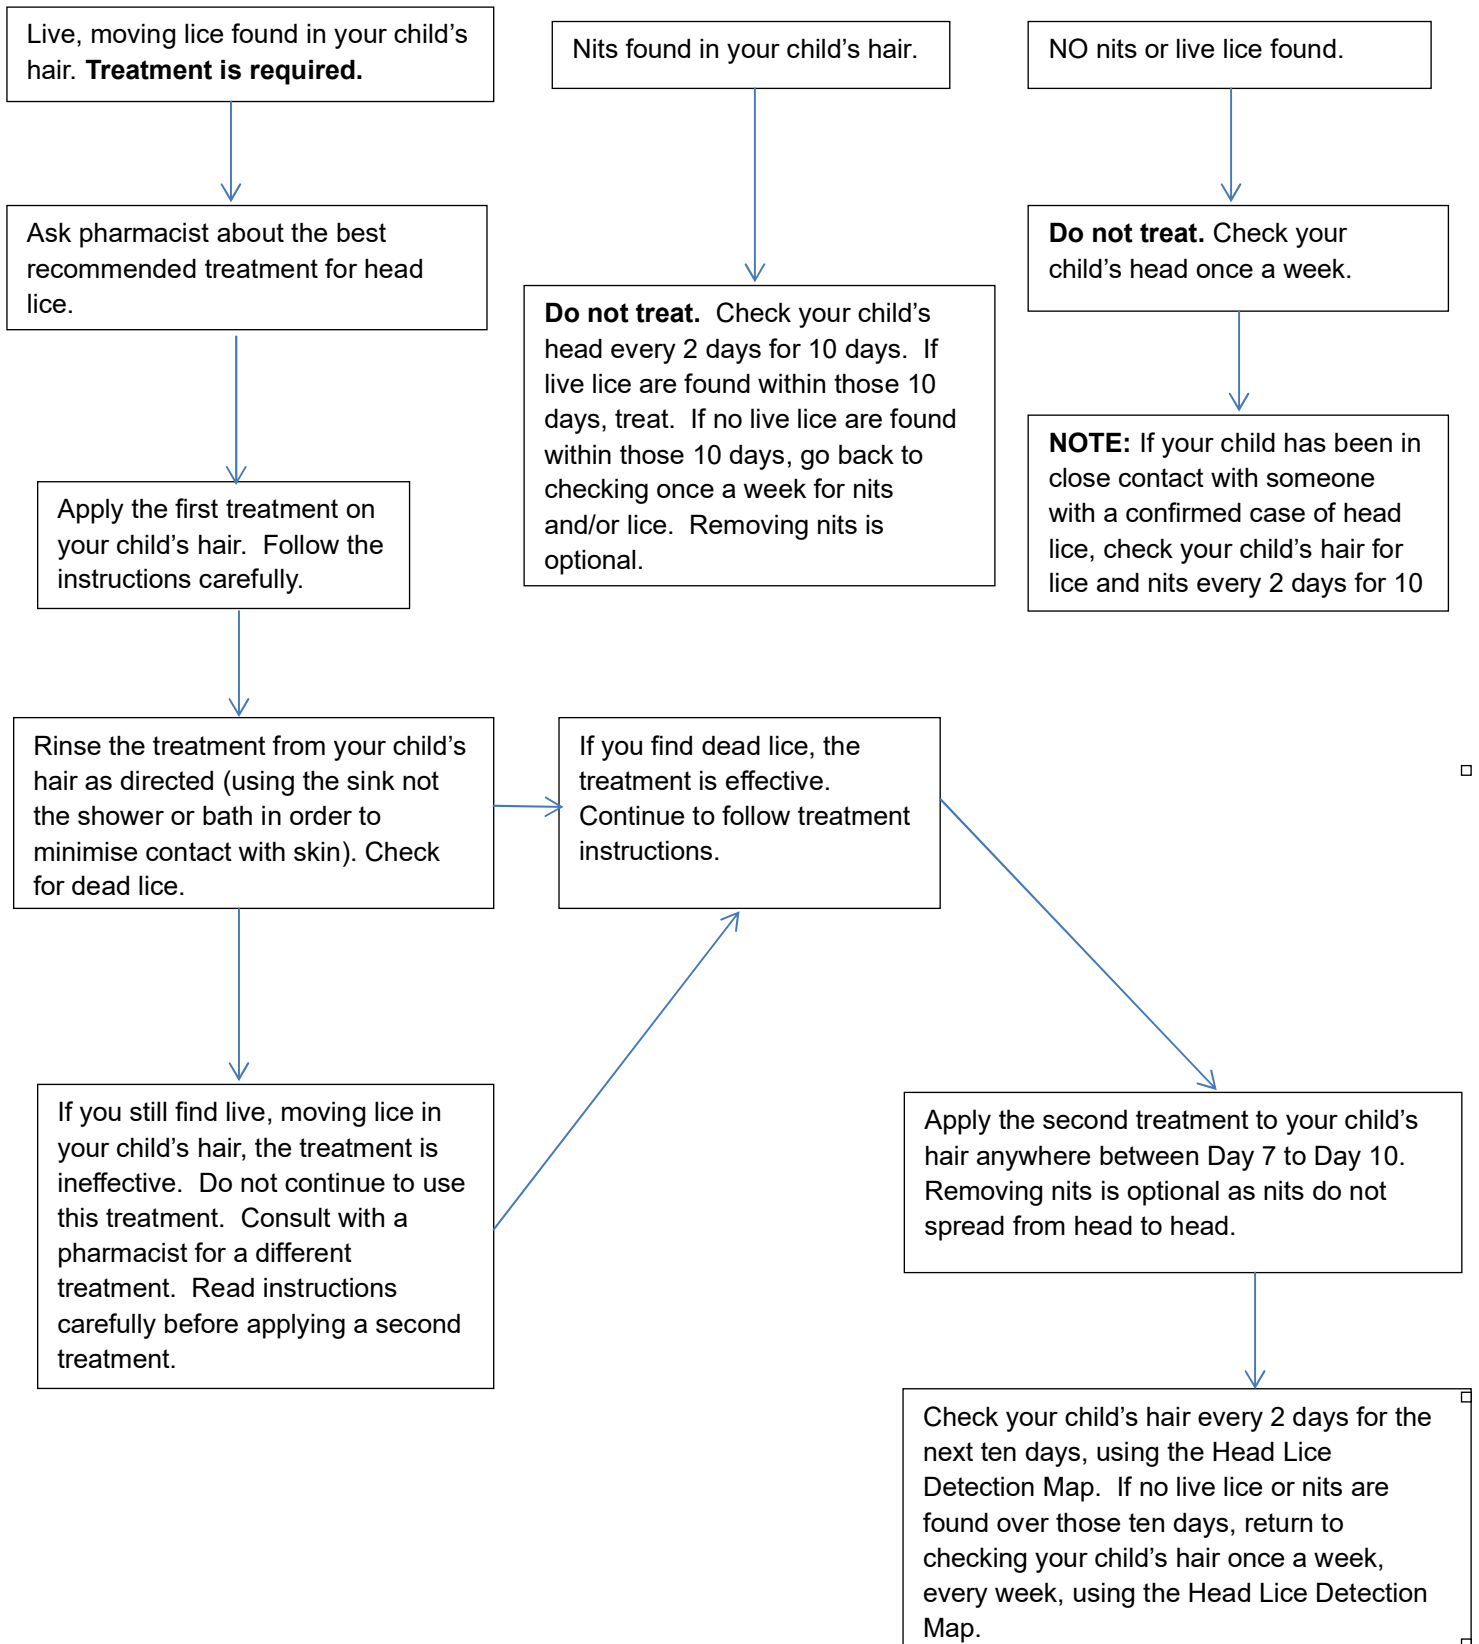 Live, moving lice found in your child’s
hair. Treatment is required.
Nits found in your child’s hair.
NO nits or live lice found.
Ask pharmacist about the best
recommended treatment for head
lice.
Do not treat. Check your child’s
head every 2 days for 10 days. If
live lice are found within those 10
days, treat. If no live lice are found
within those 10 days, go back to
checking once a week for nits
and/or lice. Removing nits is
optional.
Do not treat. Check your
child’s head once a week.
NOTE: If your child has been in
close contact with someone
with a confirmed case of head
lice, check your child’s hair for
lice and nits every 2 days for 10
Apply the first treatment on
your child’s hair. Follow the
instructions carefully.
Rinse the treatment from your child’s
hair as directed (using the sink not
the shower or bath in order to
minimise contact with skin). Check
for dead lice.
If you find dead lice, the
treatment is effective.
Continue to follow treatment
instructions.
If you still find live, moving lice in
your child’s hair, the treatment is
ineffective. Do not continue to use
this treatment. Consult with a
pharmacist for a different
treatment. Read instructions
carefully before applying a second
treatment.
Apply the second treatment to your child’s
hair anywhere between Day 7 to Day 10.
Removing nits is optional as nits do not
spread from head to head.
Check your child’s hair every 2 days for the
next ten days, using the Head Lice
Detection Map. If no live lice or nits are
found over those ten days, return to
checking your child’s hair once a week,
every week, using the Head Lice Detection
Map.